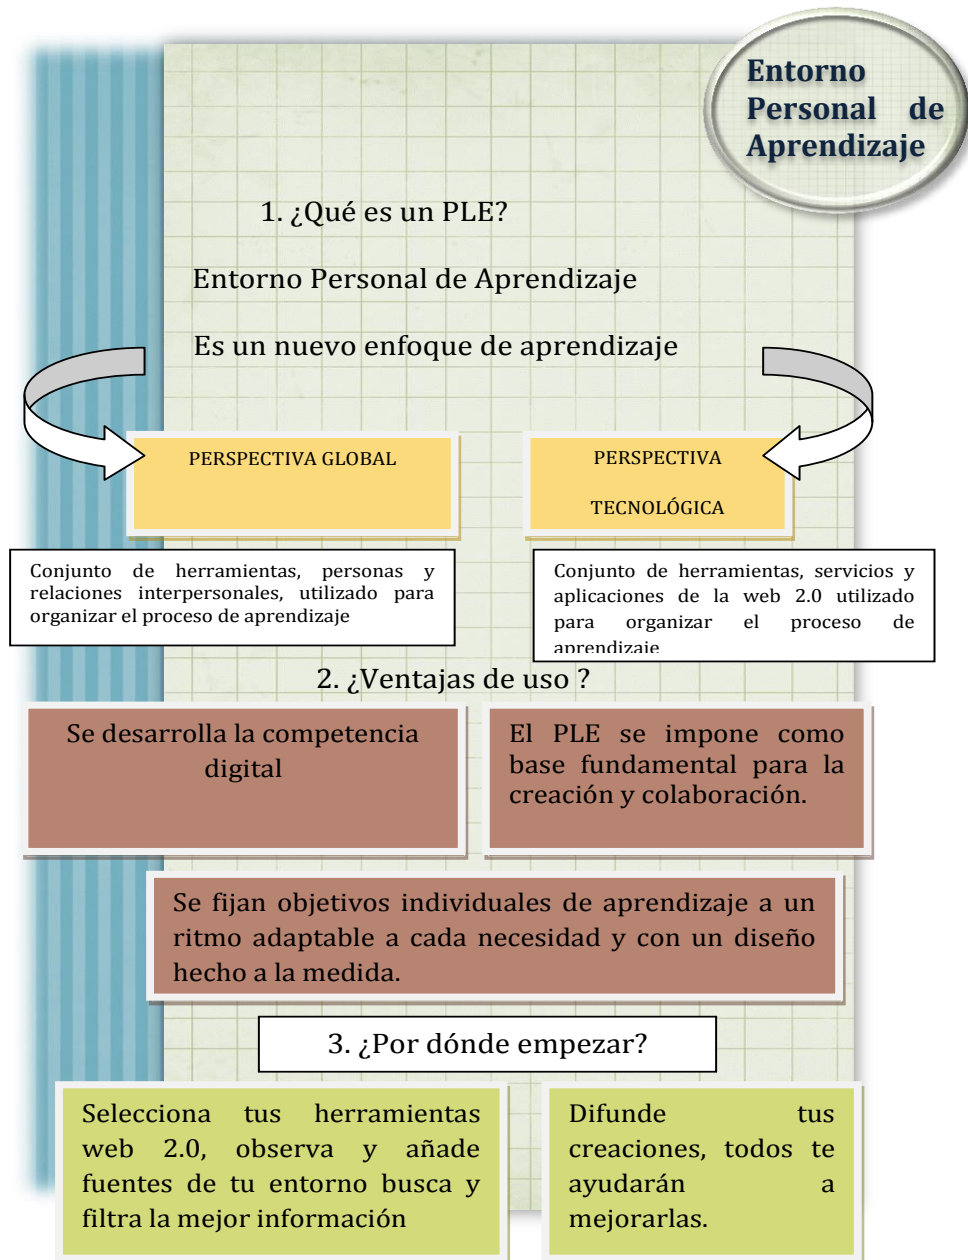 Entorno
Personal de
Aprendizaje
1. ¿Qué es un PLE?
Entorno Personal de Aprendizaje
Es un nuevo enfoque de aprendizaje
PERSPECTIVA GLOBAL
PERSPECTIVA
TECNOLÓGICA
Conjunto de herramientas, personas y
relaciones interpersonales, utilizado para
organizar el proceso de aprendizaje
Conjunto de herramientas, servicios y
aplicaciones de la web 2.0 utilizado
para organizar el proceso de
aprendizaje
2. ¿Ventajas de uso ?
Se desarrolla la competencia
digital
El PLE se impone como
base fundamental para la
creación y colaboración.
Se fijan objetivos individuales de aprendizaje a un
ritmo adaptable a cada necesidad y con un diseño
hecho a la medida.
3. ¿Por dónde empezar?
Selecciona tus herramientas
web 2.0, observa y añade
fuentes de tu entorno busca y
filtra la mejor información
Difunde tus
creaciones, todos te
ayudarán a
mejorarlas.